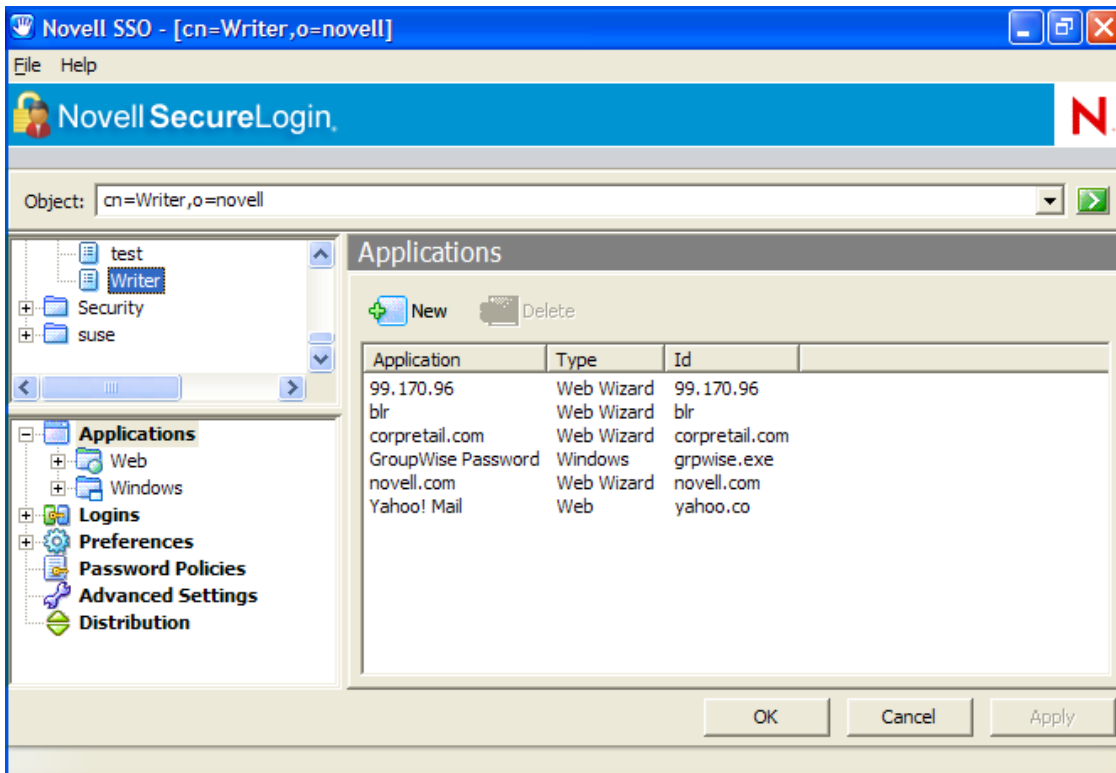 Novell SSO - [cn=Writer,o=novell]
File Help
Novell SecureLogin.
N.
Object: cn=Writer,o=novell
test
Writer
Security
suse
Applications
Web
Windows
Logins
Preferences
Password Policies
Advanced Settings
Distribution
Applications
New Delete
Application Type Id
99.170.96 Web Wizard 99.170.96
blr Web Wizard blr
corpretail.com Web Wizard corpretail.com
GroupWise Password Windows grpwise.exe
novell.com Web Wizard novell.com
Yahoo! Mail Web yahoo.co
OK Cancel Apply